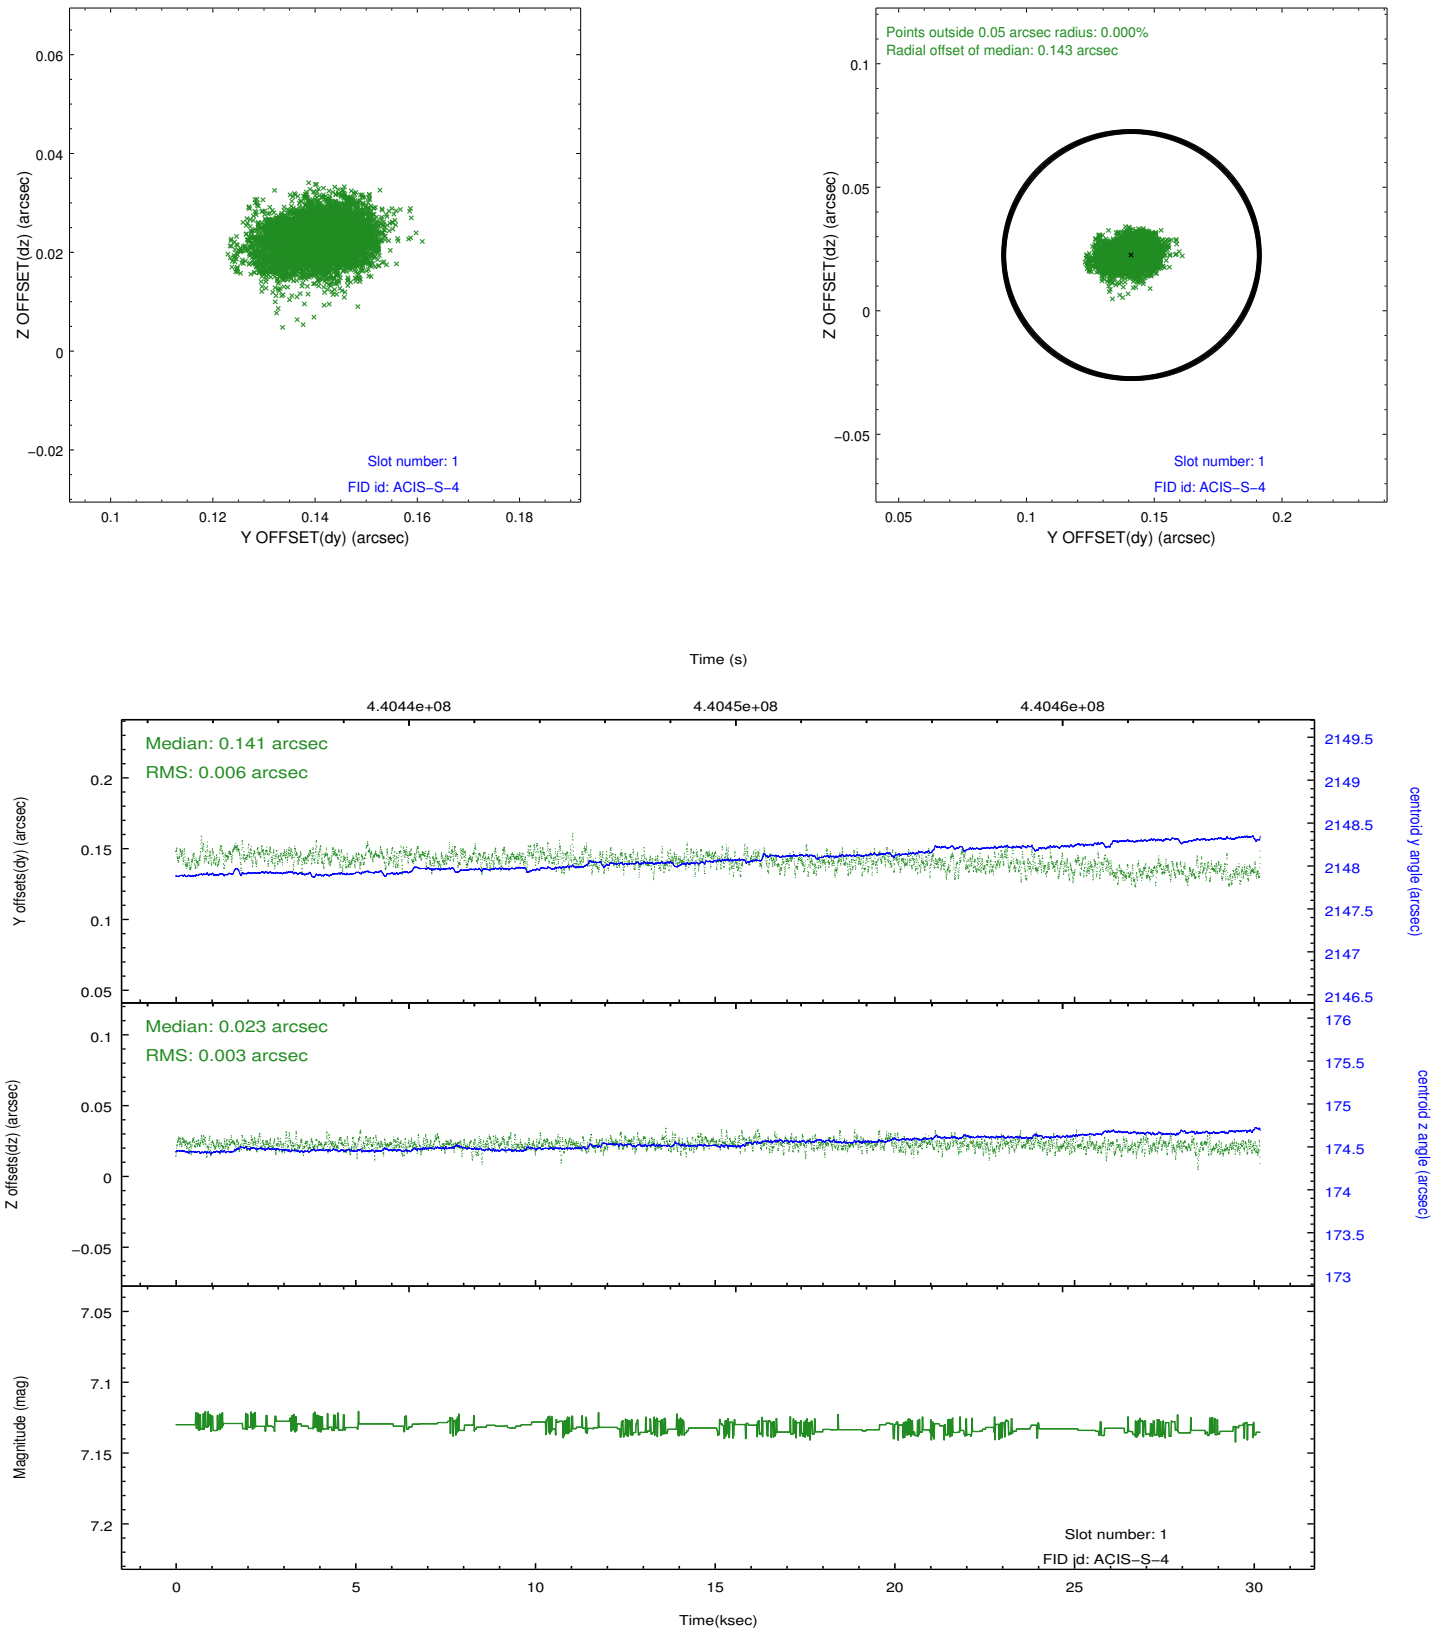 0.06
0.04
0.02
0
−0.02
Z OFFSET(dz) (arcsec)
Slot number: 1
FID id: ACIS−S−4
0.1 0.12 0.14 0.16 0.18
Y OFFSET(dy) (arcsec)
Points outside 0.05 arcsec radius: 0.000%
Radial offset of median: 0.143 arcsec
0.1
0.05
0
−0.05
Z OFFSET(dz) (arcsec)
Slot number: 1
FID id: ACIS−S−4
0.05 0.1 0.15 0.2
Y OFFSET(dy) (arcsec)
Time (s)
4.4044e+08 4.4045e+08 4.4046e+08
Median: 0.141 arcsec
RMS: 0.006 arcsec
0.2
0.15
0.1
0.05
Y offsets(dy) (arcsec)
2149.5
2149
2148.5
2148
2147.5
2147
2146.5
centroid y angle (arcsec)
Median: 0.023 arcsec
RMS: 0.003 arcsec
0.1
0.05
0
−0.05
Z offsets(dz) (arcsec)
176
175.5
175
174.5
174
173.5
173
centroid z angle (arcsec)
7.05
7.1
7.15
7.2
Magnitude (mag)
Slot number: 1
FID id: ACIS−S−4
0 5 10 15 20 25 30
Time(ksec)